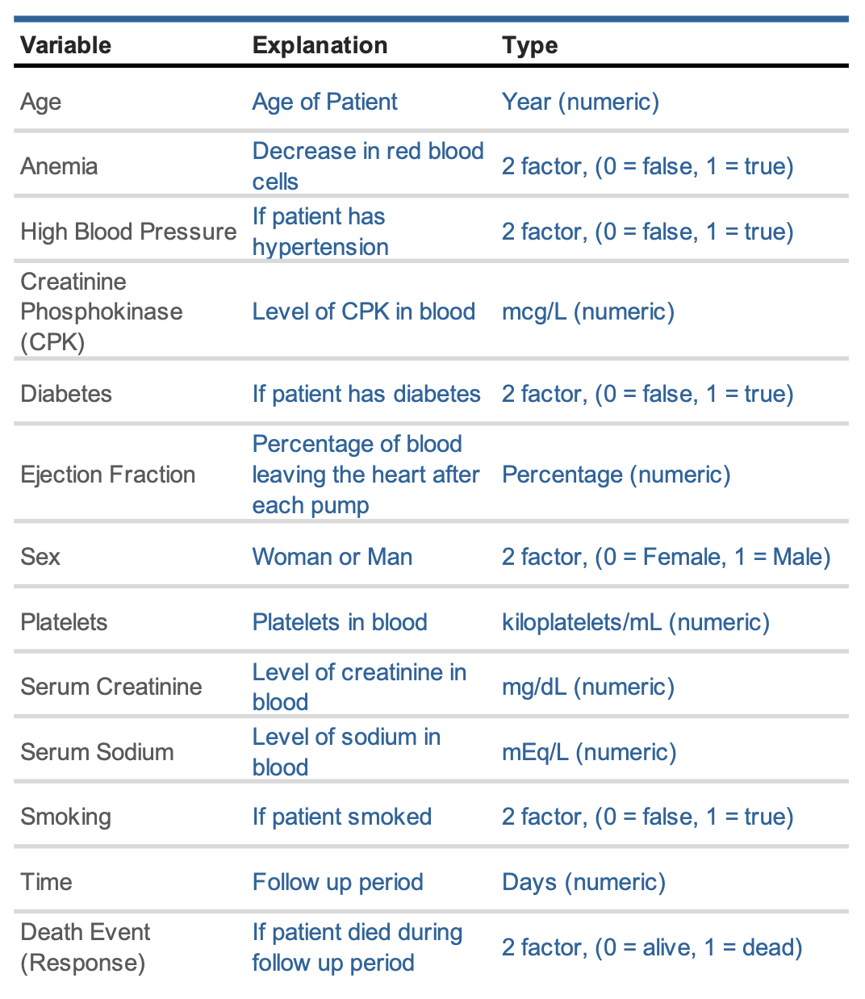 Variable Explanation Type
Age Age of Patient Year (numeric)
Anemia Decrease in red blood cells 2 factor, (0 = false, 1 = true)
High Blood Pressure If patient has hypertension 2 factor, (0 = false, 1 = true)
Creatinine Phosphokinase (CPK) Level of CPK in blood mcg/L (numeric)
Diabetes If patient has diabetes 2 factor, (0 = false, 1 = true)
Ejection Fraction Percentage of blood leaving the heart after each pump Percentage (numeric)
Sex Woman or Man 2 factor, (0 = Female, 1 = Male)
Platelets Platelets in blood kiloplatelets/mL (numeric)
Serum Creatinine Level of creatinine in blood mg/dL (numeric)
Serum Sodium Level of sodium in blood mEq/L (numeric)
Smoking If patient smoked 2 factor, (0 = false, 1 = true)
Time Follow up period Days (numeric)
Death Event (Response) If patient died during follow up period 2 factor, (0 = alive, 1 = dead)